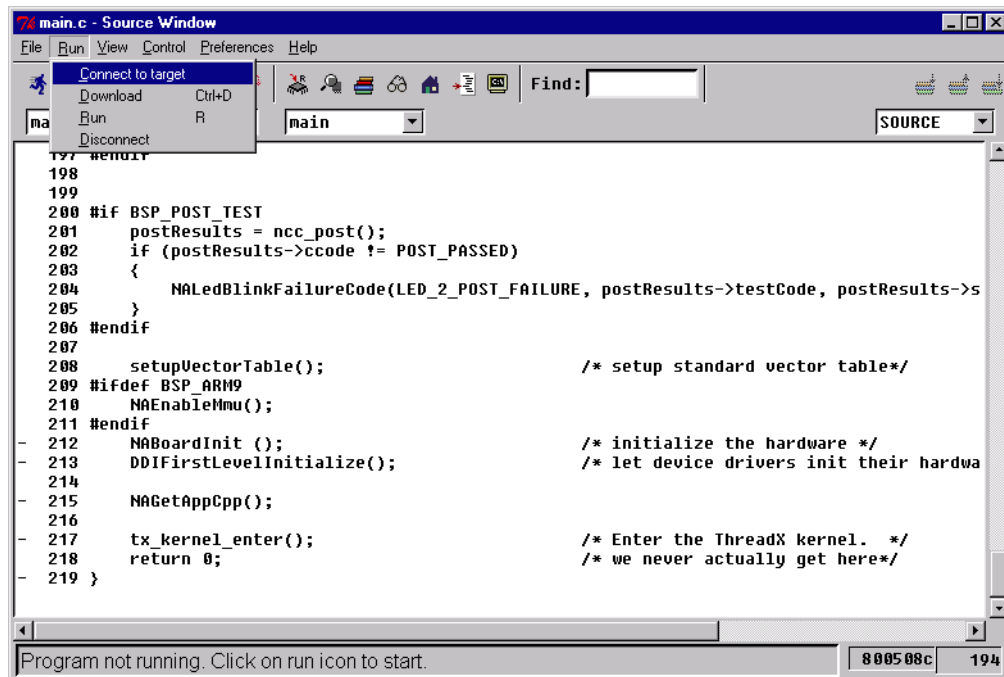 main.c - Source Window
File Run View Control Preferences Help
Connect to target
Find:
Download Ctrl+D
Run R
main
SOURCE
Disconnect
197 #endif
198
199
200 #if BSP_POST_TEST
201 postResults = ncc_post();
202 if (postResults->ccode != POST_PASSED)
203 {
204 NALedBlinkFailureCode(LED_2_POST_FAILURE, postResults->testCode, postResults->s
205 }
206 #endif
207
208 setupVectorTable(); /* setup standard vector table*/
209 #ifdef BSP_ARM9
210 NAEnableMmu();
211 #endif
- 212 NABoardInit (); /* initialize the hardware */
- 213 DDIFirstLevelInitialize(); /* let device drivers init their hardwa
214
- 215 NAGetAppCpp();
216
- 217 tx_kernel_enter(); /* Enter the ThreadX kernel. */
218 return 0; /* we never actually get here*/
- 219 }
Program not running. Click on run icon to start.
800508c 194